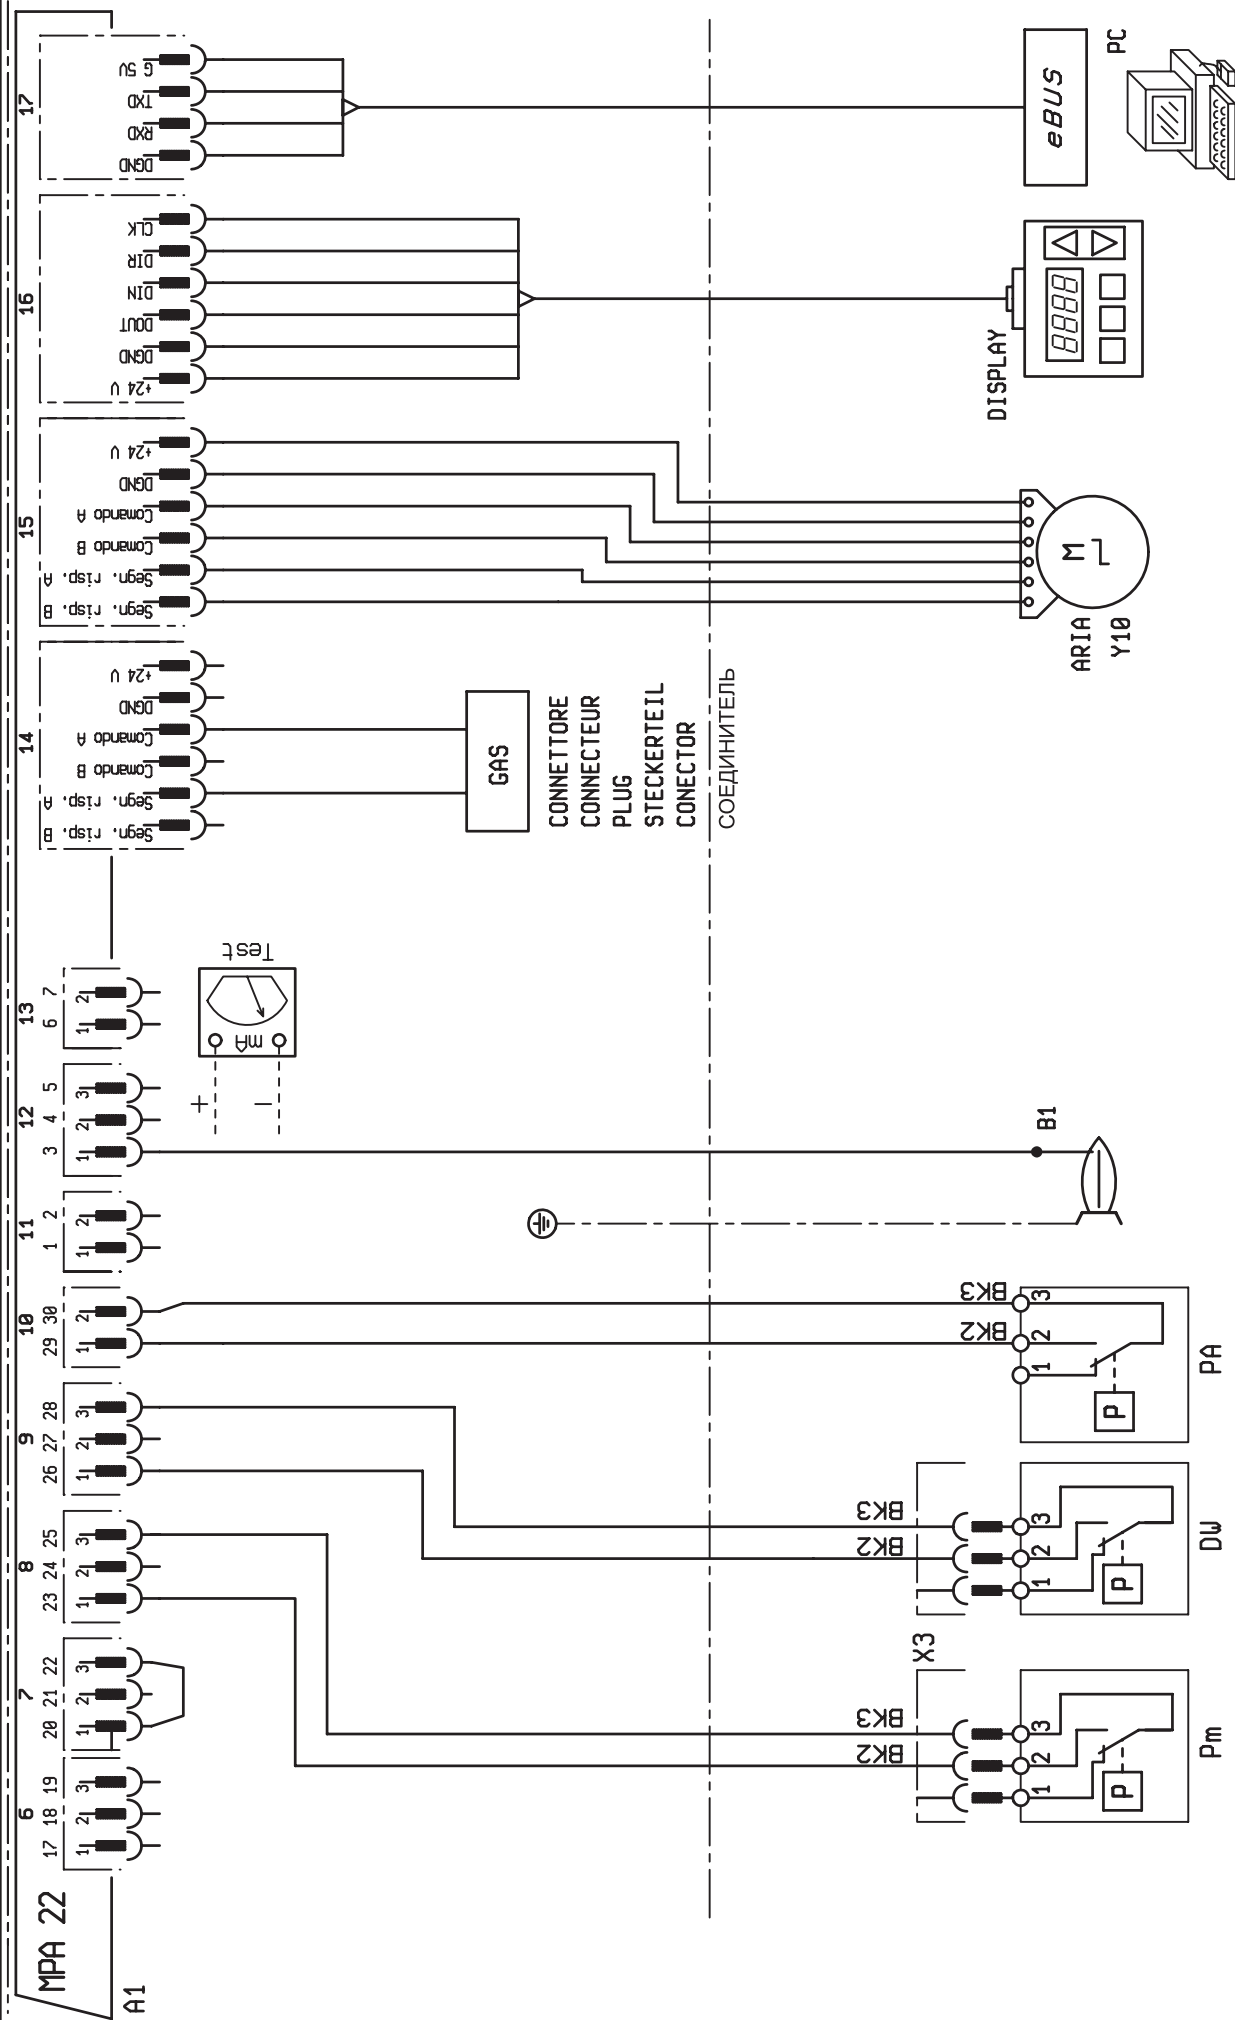 MPA 22
A1
6
17 18 19
1 2 3
7
20 21 22
1 2 3
8
23 24 25
1 2 3
9
26 27 28
1 2 3
10
29 30
1 2
11
1 2
1 2
12
3 4 5
1 2 3
13
6 7
1 2
14
Segn. risp. B
Segn. risp. A
Comando B
Comando A
DGND
+24 V
15
Segn. risp. B
Segn. risp. A
Comando B
Comando A
DGND
+24 V
16
+24 V
DGND
DOUT
DIN
DIR
CLK
17
DGND
RXD
TXD
G 5V
+
-
mA
Test
GAS
CONNETTORE
CONNECTEUR
PLUG
STECKERTEIL
CONECTOR
СОЕДИНИТЕЛЬ
BK2
BK3
BK2
BK3
BK2
BK3
X3
1 2 3
P
Pm
1 2 3
P
DW
1 2 3
P
PA
B1
M
ARIA
Y10
DISPLAY
8888
eBUS
PC